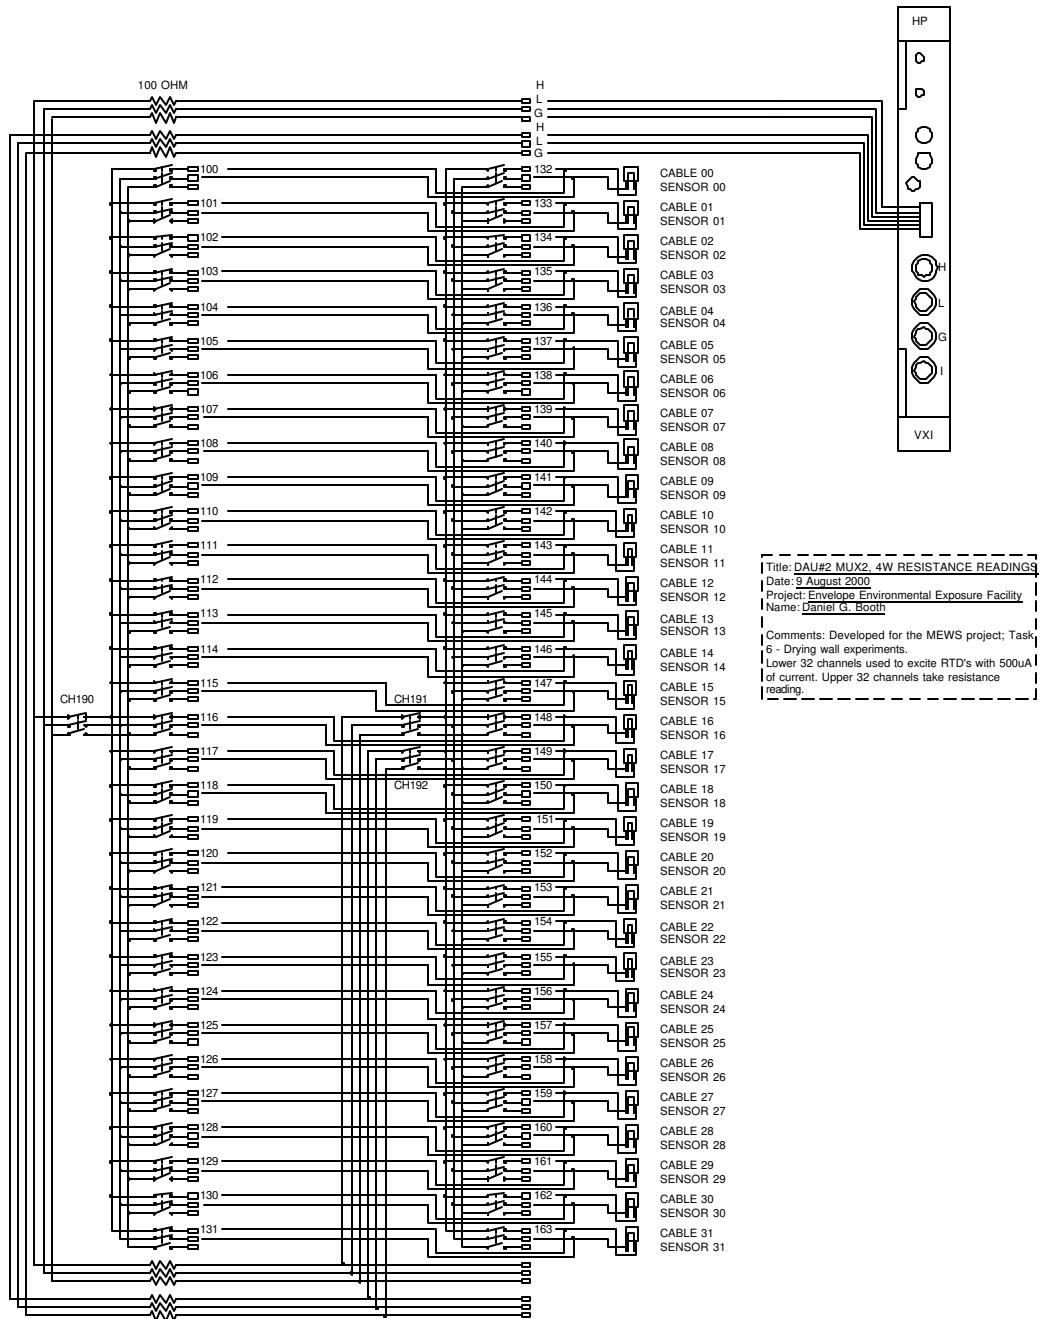 HP
100 OHM
H
L
G
H
L
G
100 132 CABLE 00
SENSOR 00
101 133 CABLE 01
SENSOR 01
102 134 CABLE 02
SENSOR 02
103 135 CABLE 03
SENSOR 03
104 136 CABLE 04
SENSOR 04
105 137 CABLE 05
SENSOR 05
106 138 CABLE 06
SENSOR 06
107 139 CABLE 07
SENSOR 07
108 140 CABLE 08
SENSOR 08
109 141 CABLE 09
SENSOR 09
110 142 CABLE 10
SENSOR 10
111 143 CABLE 11
SENSOR 11
112 144 CABLE 12
SENSOR 12
113 145 CABLE 13
SENSOR 13
114 146 CABLE 14
SENSOR 14
115 147 CABLE 15
SENSOR 15
CH190
CH191
116 148 CABLE 16
SENSOR 16
117 149 CABLE 17
SENSOR 17
CH192
118 150 CABLE 18
SENSOR 18
119 151 CABLE 19
SENSOR 19
120 152 CABLE 20
SENSOR 20
121 153 CABLE 21
SENSOR 21
122 154 CABLE 22
SENSOR 22
123 155 CABLE 23
SENSOR 23
124 156 CABLE 24
SENSOR 24
125 157 CABLE 25
SENSOR 25
126 158 CABLE 26
SENSOR 26
127 159 CABLE 27
SENSOR 27
128 160 CABLE 28
SENSOR 28
129 161 CABLE 29
SENSOR 29
130 162 CABLE 30
SENSOR 30
131 163 CABLE 31
SENSOR 31
H
L
G
I
VXI
Title: DAU#2 MUX2, 4W RESISTANCE READINGS
Date: 9 August 2000
Project: Envelope Environmental Exposure Facility
Name: Daniel G. Booth
Comments: Developed for the MEWS project; Task
6 - Drying wall experiments.
Lower 32 channels used to excite RTD's with 500uA
of current. Upper 32 channels take resistance
reading.